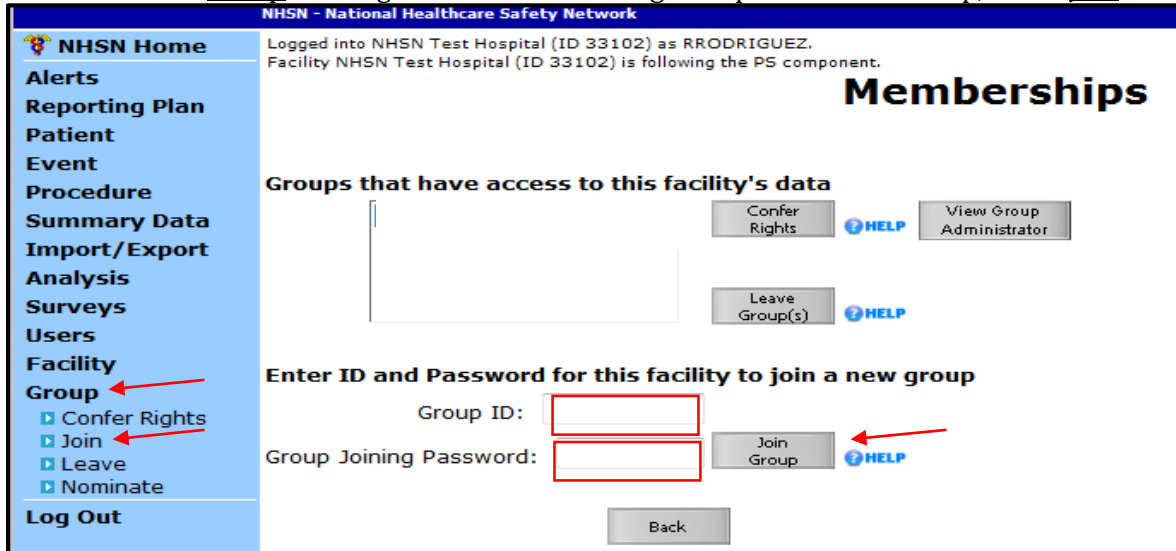 NHSN - National Healthcare Safety Network
NHSN Home
Alerts
Reporting Plan
Patient
Event
Procedure
Summary Data
Import/Export
Analysis
Surveys
Users
Facility
Group
Confer Rights
Join
Leave
Nominate
Log Out
Logged into NHSN Test Hospital (ID 33102) as RRODRIGUEZ.
Facility NHSN Test Hospital (ID 33102) is following the PS component.
Memberships
Groups that have access to this facility's data
Confer
Rights
HELP
View Group
Administrator
Leave
Group(s)
HELP
Enter ID and Password for this facility to join a new group
Group ID:
Group Joining Password:
Join
Group
HELP
Back